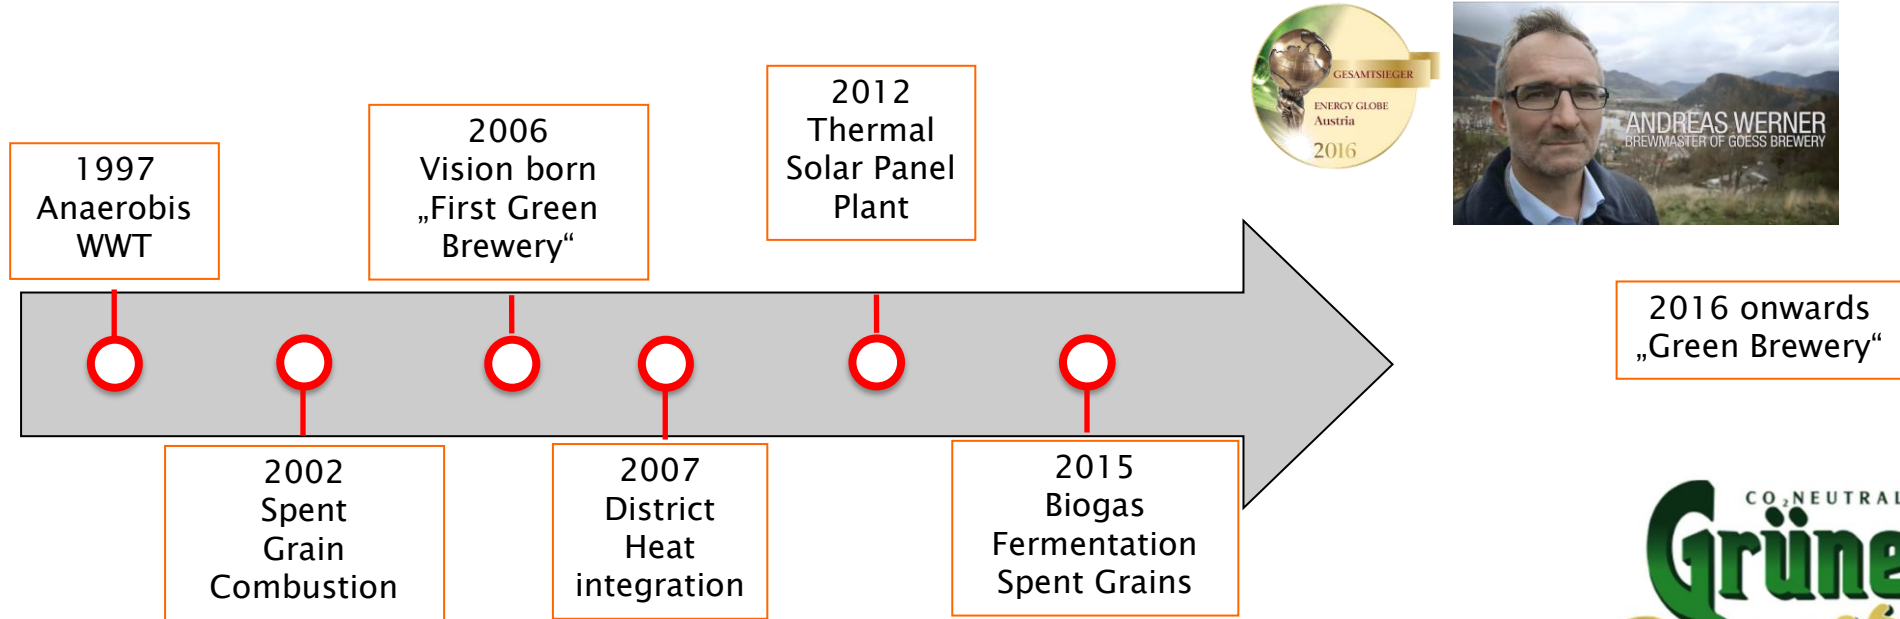 1997
Anaerobis
WWT
2002
Spent
Grain
Combustion
2006
Vision born
„First Green
Brewery“
2007
District
Heat
integration
2012
Thermal
Solar Panel
Plant
2015
Biogas
Fermentation
Spent Grains
GESAMTSIEGER
ENERGY GLOBE
Austria
2016
ANDREAS WERNER
BREWMASTER OF GOESS BREWERY
2016 onwards
„Green Brewery“
CO₂NEUTRAL
Grüne